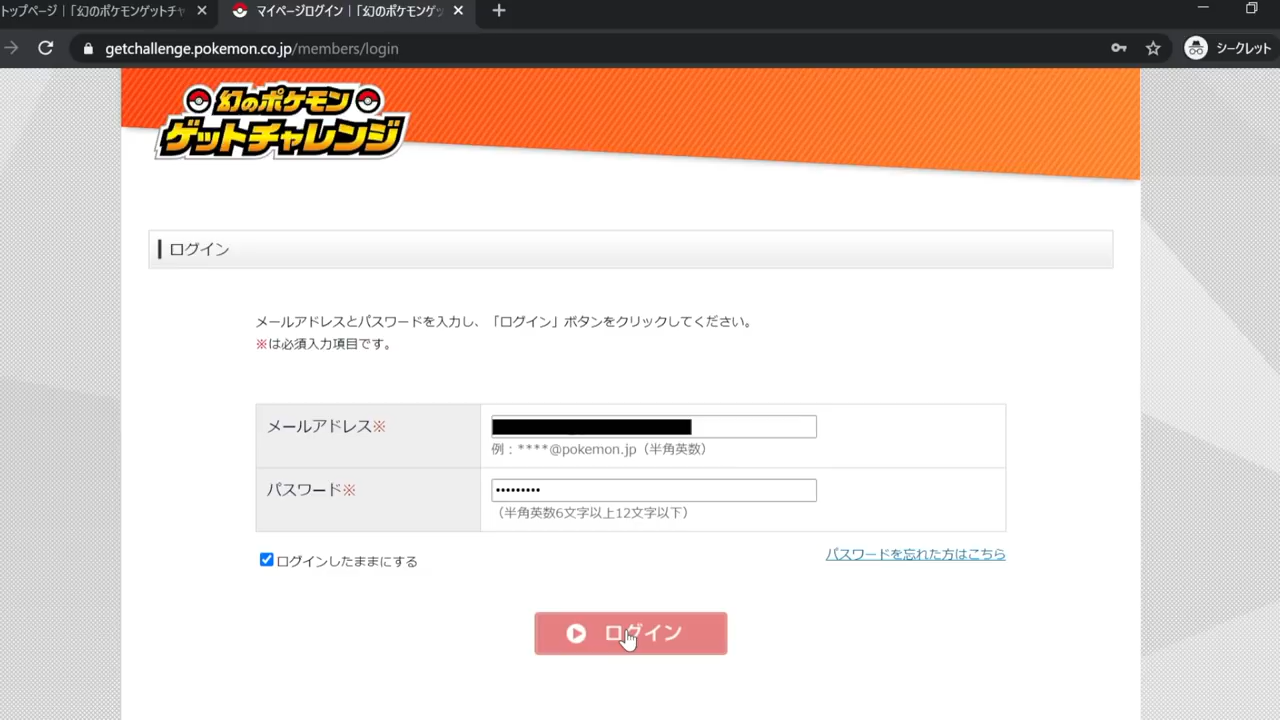 トップページ｜「幻のポケモンゲットチャ
マイページログイン｜「幻のポケモンゲッ
getchallenge.pokemon.co.jp/members/login
シークレット
幻のポケモン
ゲットチャレンジ
ログイン
メールアドレスとパスワードを入力し、「ログイン」ボタンをクリックしてください。
※は必須入力項目です。
メールアドレス※
例：****@pokemon.jp（半角英数）
パスワード※
•••••••••
（半角英数6文字以上12文字以下）
ログインしたままにする
パスワードを忘れた方はこちら
ログイン